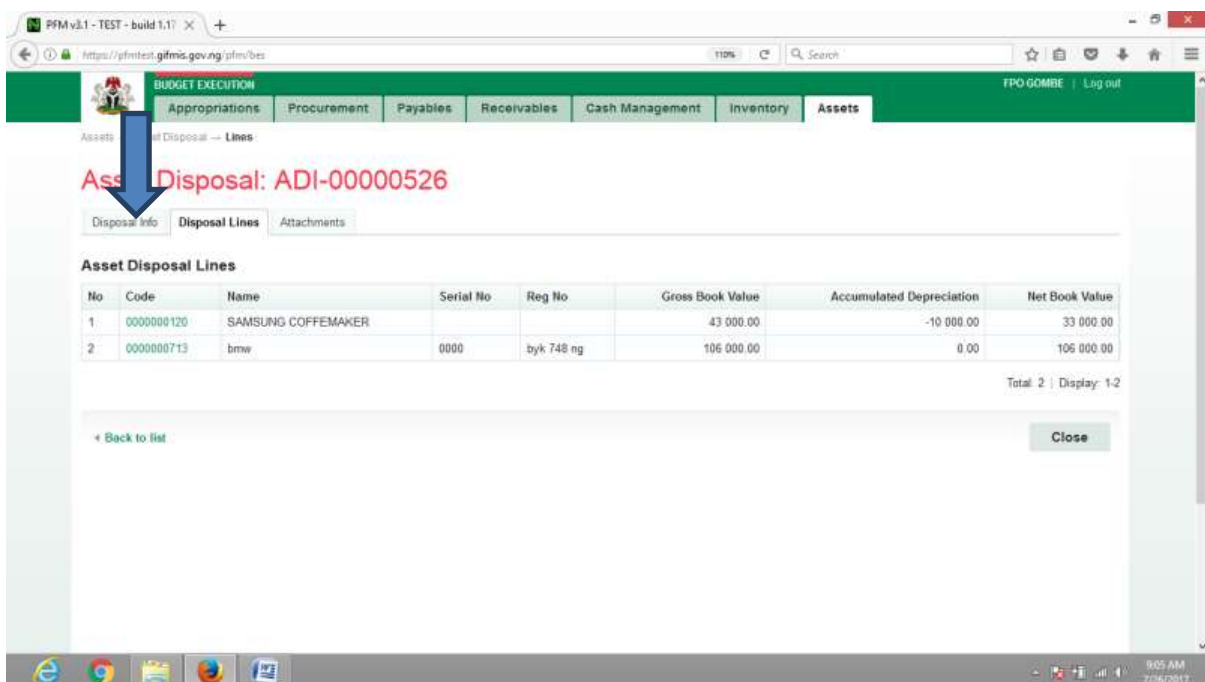 PFM v3.1 - TEST - build 1.17
https://pfmtest.gifmis.gov.ng/pfm/bes
110%
Search
BUDGET EXECUTION
FPO GOMBE | Log out
Appropriations Procurement Payables Receivables Cash Management Inventory Assets
Assets Disposal → Lines
Disposal: ADI-00000526
Disposal Info Disposal Lines Attachments
Asset Disposal Lines
No Code Name Serial No Reg No Gross Book Value Accumulated Depreciation Net Book Value
1 0000000120 SAMSUNG COFFEMAKER 43 000.00 -10 000.00 33 000.00
2 0000000713 bmw 0000 byk 748 ng 106 000.00 0.00 106 000.00
Total: 2 | Display: 1-2
Back to list
Close
9:05 AM
7/26/2017